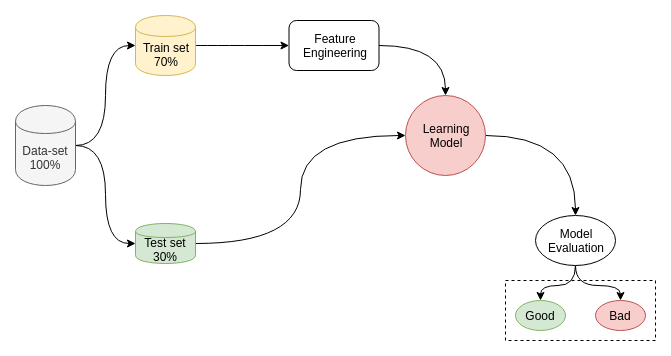 Train set
70%
Feature
Engineering
Data-set
100%
Learning
Model
Test set
30%
Model
Evaluation
Good
Bad